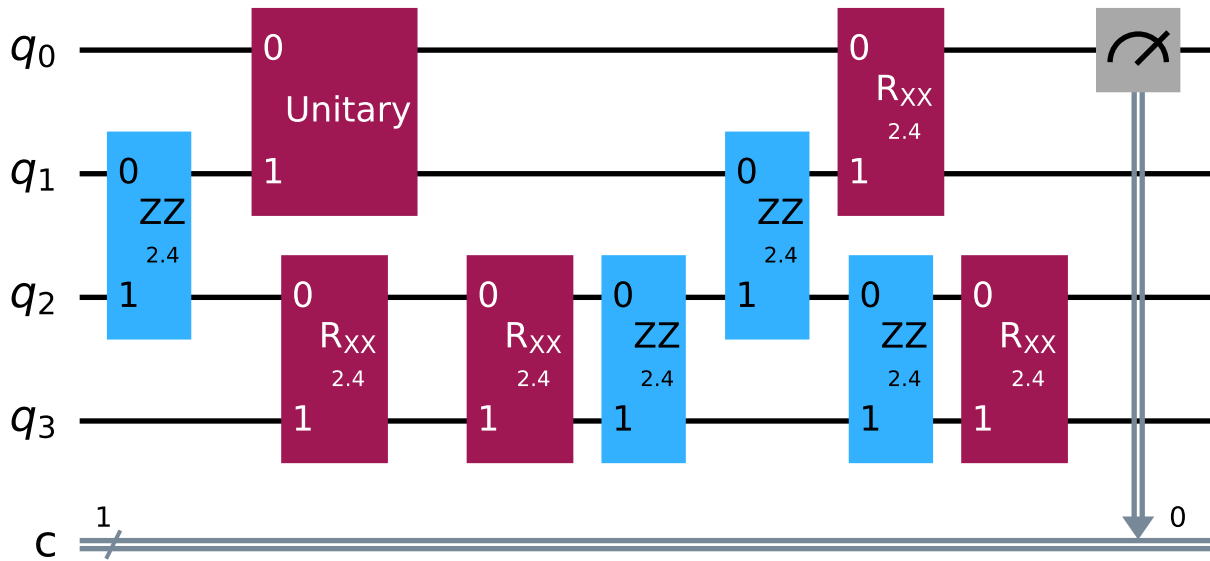 q0 0 0
Unitary RXX
2.4
q1 0 1 0 1
ZZ ZZ
2.4 2.4
q2 1 0 0 0 1 0 0
RXX RXX ZZ ZZ RXX
2.4 2.4 2.4 2.4 2.4
q3 1 1 1 1 1
1 0
c